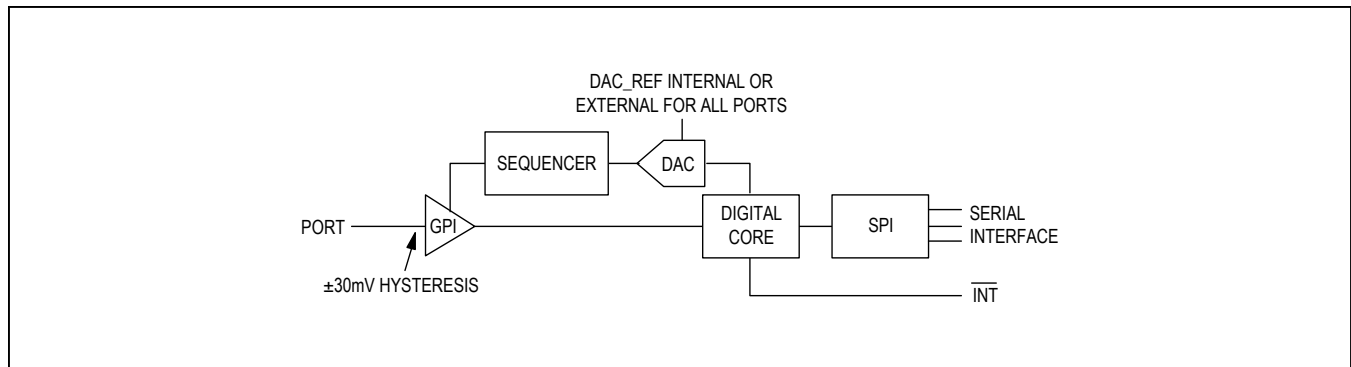 DAC_REF INTERNAL OR
EXTERNAL FOR ALL PORTS
SEQUENCER
DAC
PORT
GPI
DIGITAL
CORE
SPI
SERIAL
INTERFACE
±30mV HYSTERESIS
INT